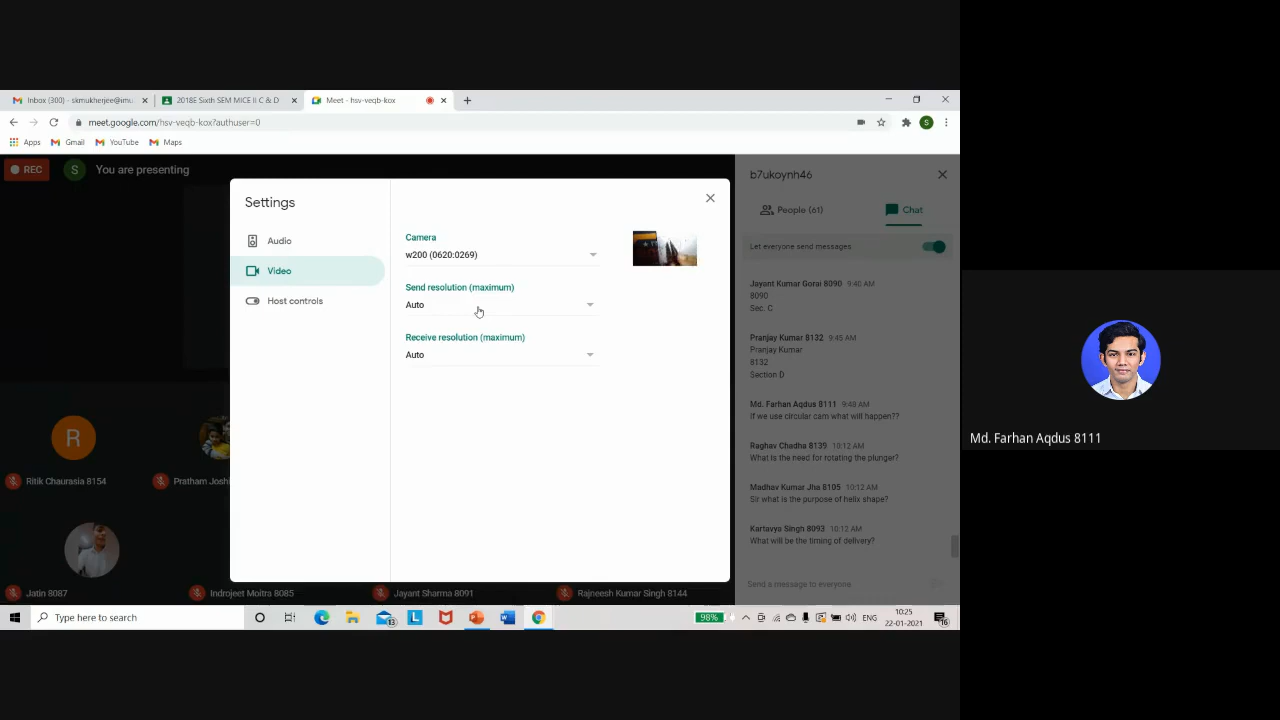 Inbox (300) - skmukherjee@imu.
2018E Sixth SEM MICE II C & D
Meet - hsv-veqb-kox
meet.google.com/hsv-veqb-kox?authuser=0
S
Apps
Gmail
YouTube
Maps
REC
S
You are presenting
b7ukoynh46
People (61)
Chat
Let everyone send messages
Settings
Audio
Video
Host controls
Camera
w200 (0620:0269)
Send resolution (maximum)
Auto
Receive resolution (maximum)
Auto
Jayant Kumar Gorai 8090 9:40 AM
8090
Sec. C
Pranjay Kumar 8132 9:45 AM
Pranjay Kumar
8132
Section D
Md. Farhan Aqdus 8111 9:48 AM
If we use circular cam what will happen??
Raghav Chadha 8139 10:12 AM
What is the need for rotating the plunger?
Madhav Kumar Jha 8105 10:12 AM
Sir what is the purpose of helix shape?
Kartavya Singh 8093 10:12 AM
What will be the timing of delivery?
Send a message to everyone
R
Ritik Chaurasia 8154
Pratham Joshi
Jatin 8087
Indrojeet Moitra 8085
Jayant Sharma 8091
Rajneesh Kumar Singh 8144
Md. Farhan Aqdus 8111
Type here to search
13
L
98%
ENG
10:25
22-01-2021
16